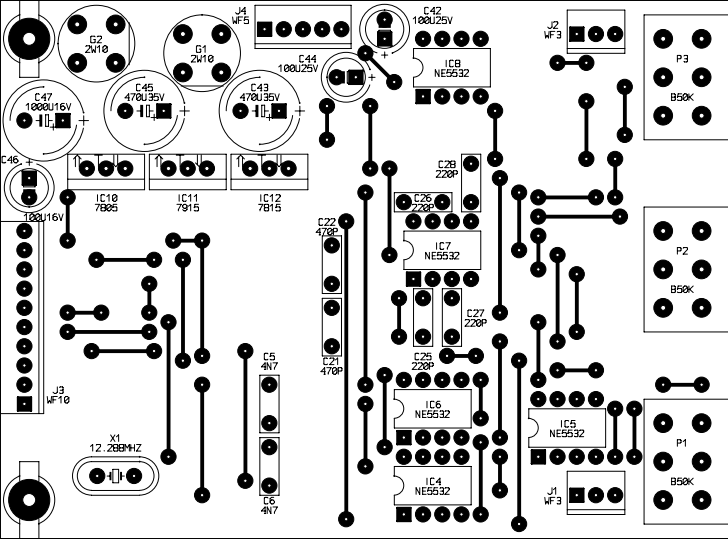 J4
WF5
C42
100U25V
J2
WF3
G2
2W10
G1
2W10
P3
B50K
C44
100U25V
IC8
NE5532
C47
1000U16V
C45
470U35V
C43
470U35V
C46
100U16V
IC10
7805
IC11
7915
IC12
7815
C28
220P
C26
220P
C22
470P
IC7
NE5532
P2
B50K
C27
220P
C21
470P
C25
220P
C5
4N7
J3
WF10
IC6
NE5532
IC5
NE5532
X1
12.288MHZ
P1
B50K
IC4
NE5532
J1
WF3
C6
4N7